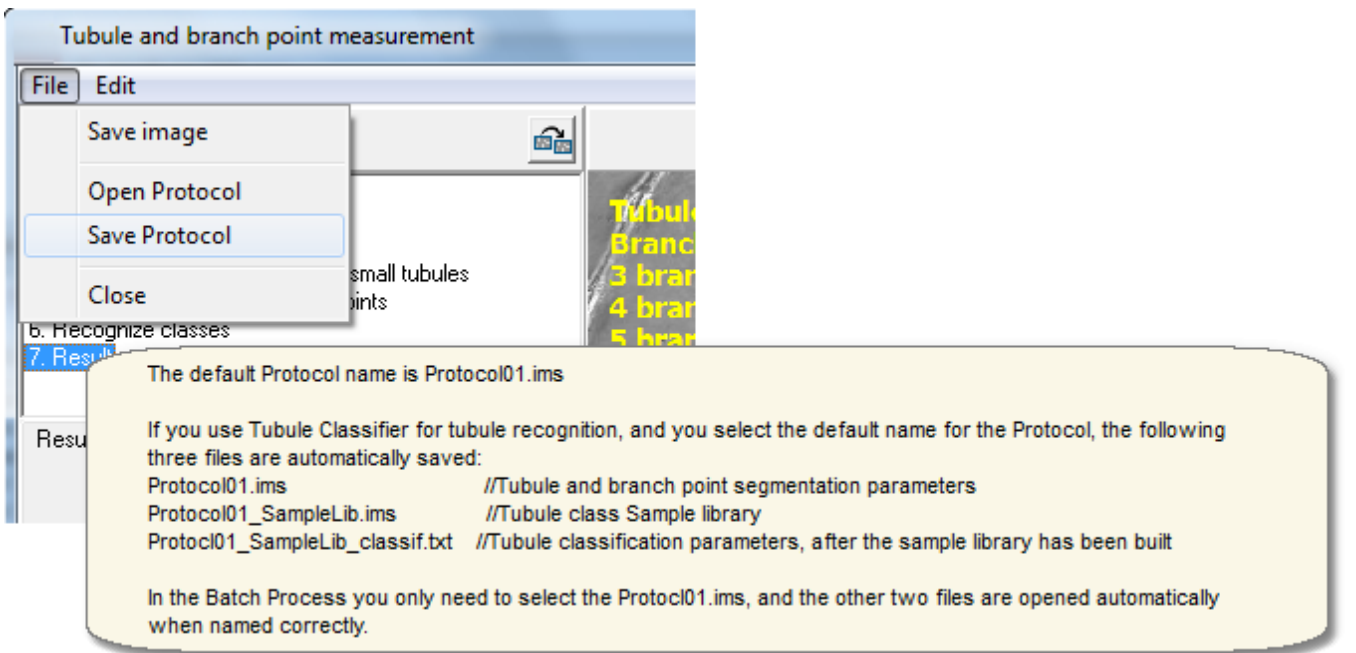 Tubule and branch point measurement
File Edit
Save image
Open Protocol
Save Protocol
Close
small tubules
6. Recognize classes
7. Result
Tubul
Branc
3 bran
4 bran
5 bran
Resu
The default Protocol name is Protocol01.ims
If you use Tubule Classifier for tubule recognition, and you select the default name for the Protocol, the following
three files are automatically saved:
Protocol01.ims //Tubule and branch point segmentation parameters
Protocol01_SampleLib.ims //Tubule class Sample library
Protocl01_SampleLib_classif.txt //Tubule classification parameters, after the sample library has been built
In the Batch Process you only need to select the Protocl01.ims, and the other two files are opened automatically
when named correctly.